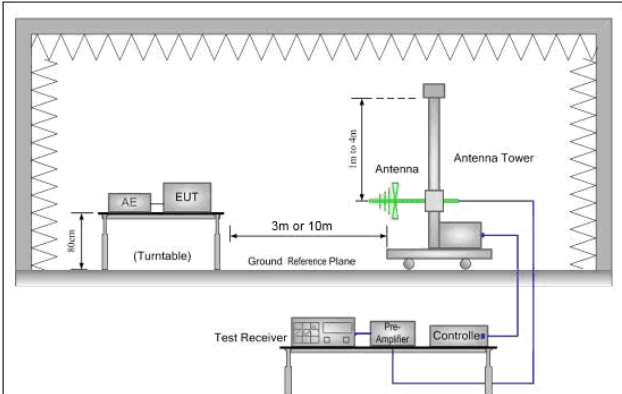 1m to 4m
Antenna
Antenna Tower
AE
EUT
80cm
(Turntable)
3m or 10m
Ground Reference Plane
Test Receiver
Pre-
Amplifier
Controller